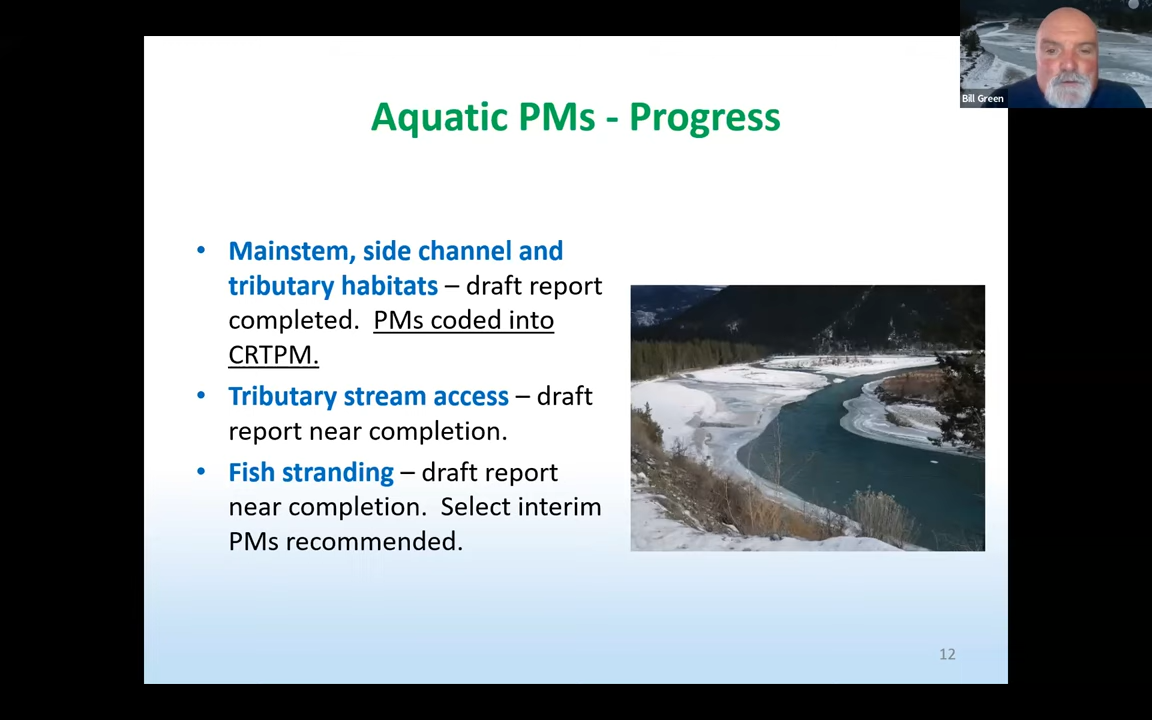 Bill Green
Aquatic PMs - Progress
• Mainstem, side channel and
tributary habitats – draft report
completed.  PMs coded into
CRTPM.
• Tributary stream access – draft
report near completion.
• Fish stranding – draft report
near completion.  Select interim
PMs recommended.
12